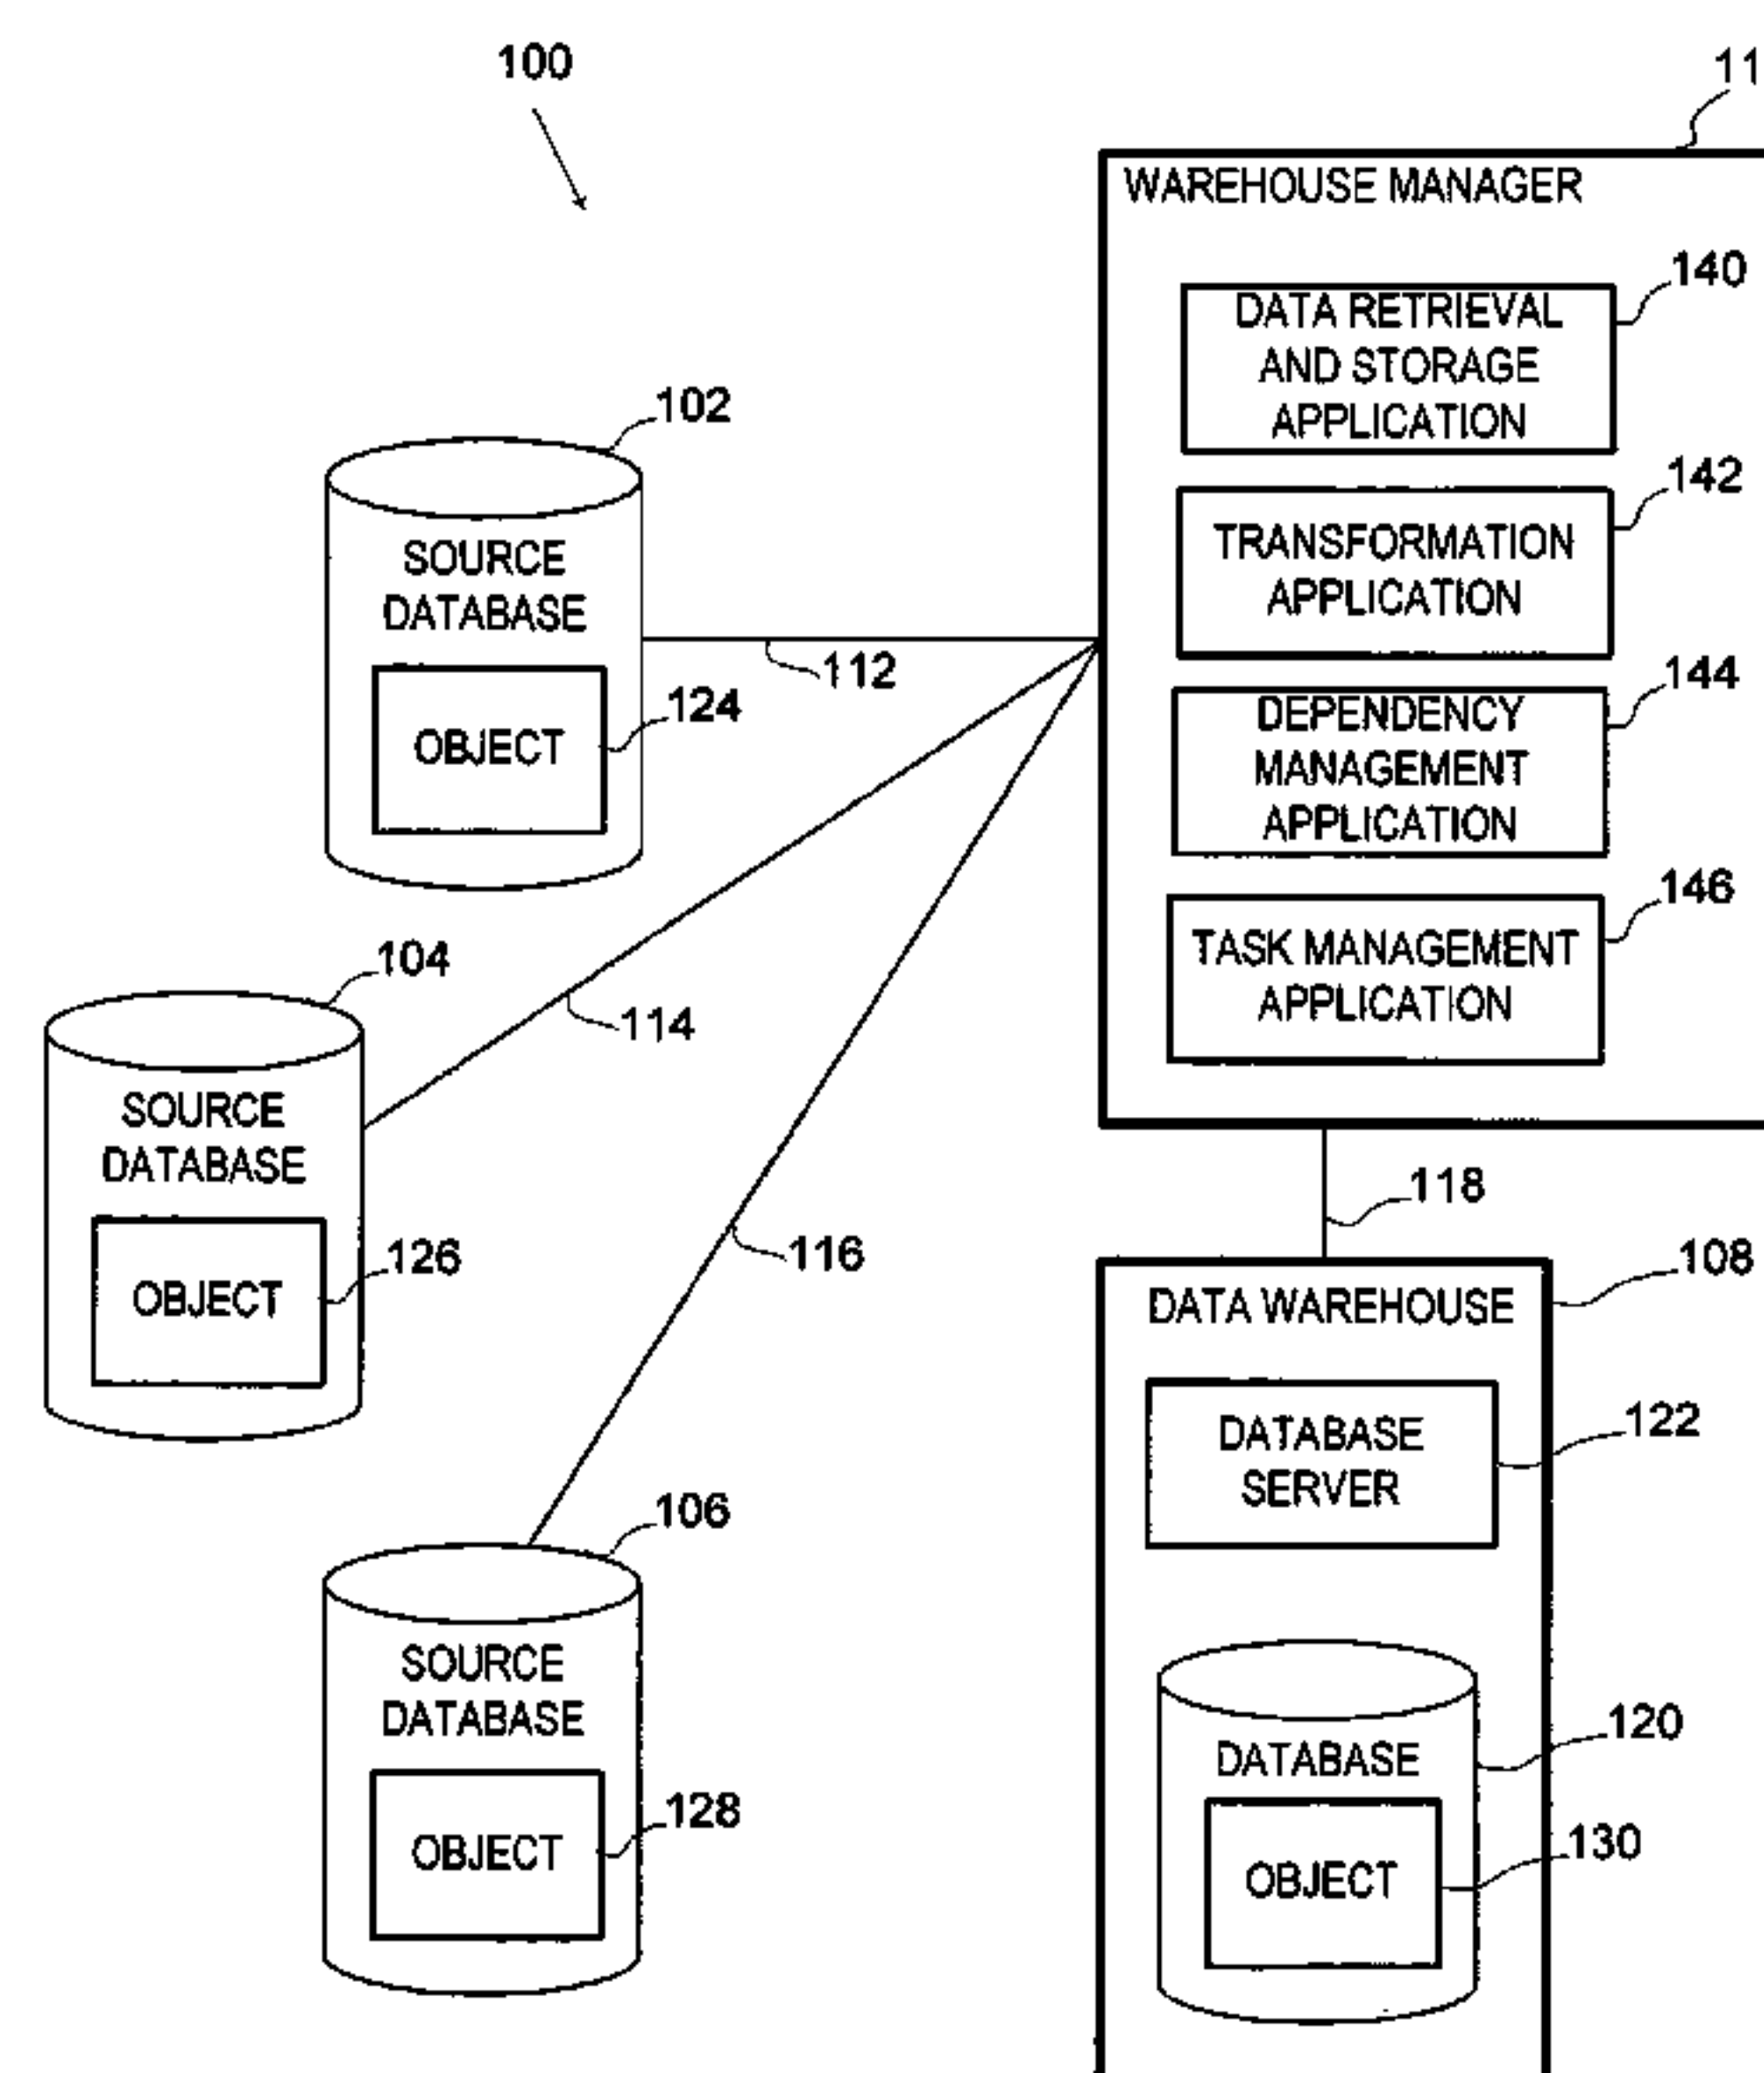 100
11
WAREHOUSE MANAGER
140
DATA RETRIEVAL
AND STORAGE
APPLICATION
142
TRANSFORMATION
APPLICATION
144
DEPENDENCY
MANAGEMENT
APPLICATION
146
TASK MANAGEMENT
APPLICATION
102
SOURCE
DATABASE
112
124
OBJECT
104
114
SOURCE
DATABASE
126
OBJECT
116
118
108
DATA WAREHOUSE
122
DATABASE
SERVER
106
SOURCE
DATABASE
128
OBJECT
120
DATABASE
130
OBJECT